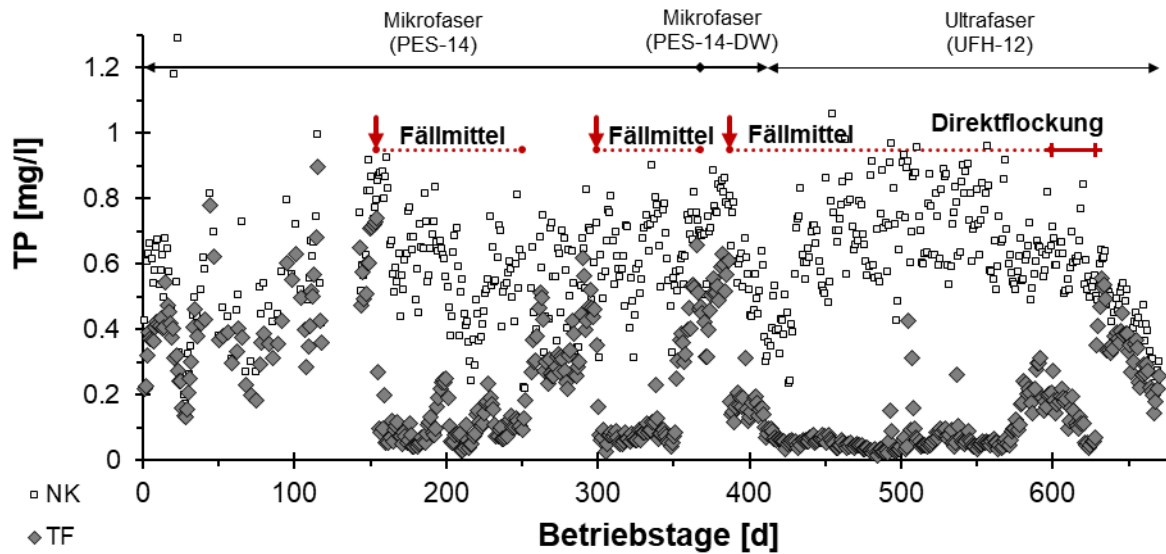 Mikrofaser
(PES-14)
Mikrofaser
(PES-14-DW)
Ultrafaser
(UFH-12)
TP [mg/l]
1.2
1
0.8
0.6
0.4
0.2
0
Fällmittel
Fällmittel
Fällmittel
Direktflockung
0
100
200
300
400
500
600
Betriebstage [d]
NK
TF